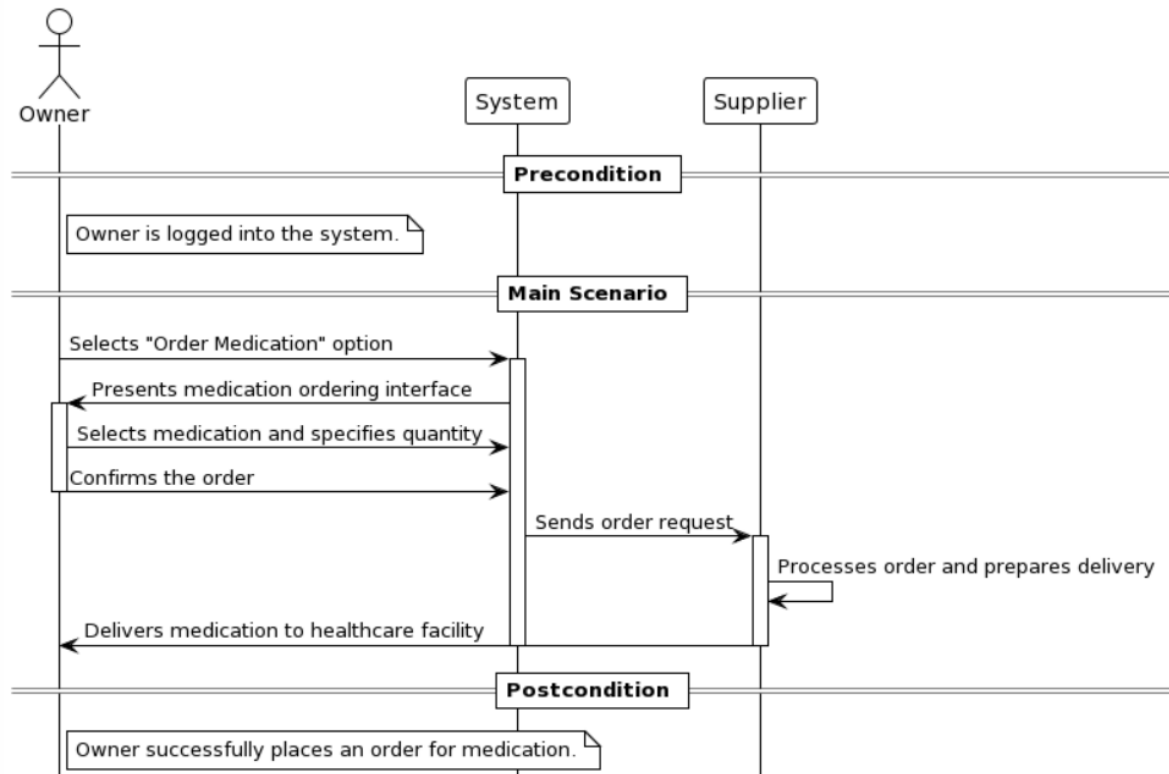 Owner
System
Supplier
Precondition
Owner is logged into the system.
Main Scenario
Selects "Order Medication" option
Presents medication ordering interface
Selects medication and specifies quantity
Confirms the order
Sends order request
Processes order and prepares delivery
Delivers medication to healthcare facility
Postcondition
Owner successfully places an order for medication.